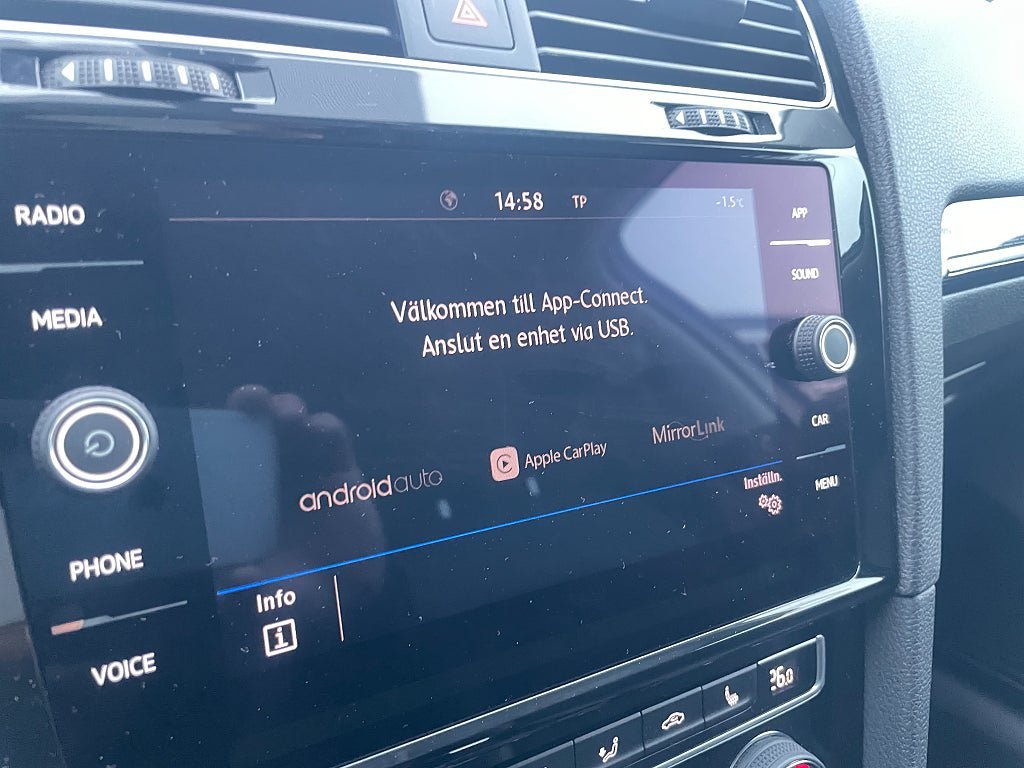 RADIO
MEDIA
PHONE
VOICE
14:58 TP -1.5°C
Välkommen till App-Connect.
Anslut en enhet via USB.
androidauto
Apple CarPlay
MirrorLink
Info
i
Inställn.
APP
SOUND
CAR
MENU
26.0